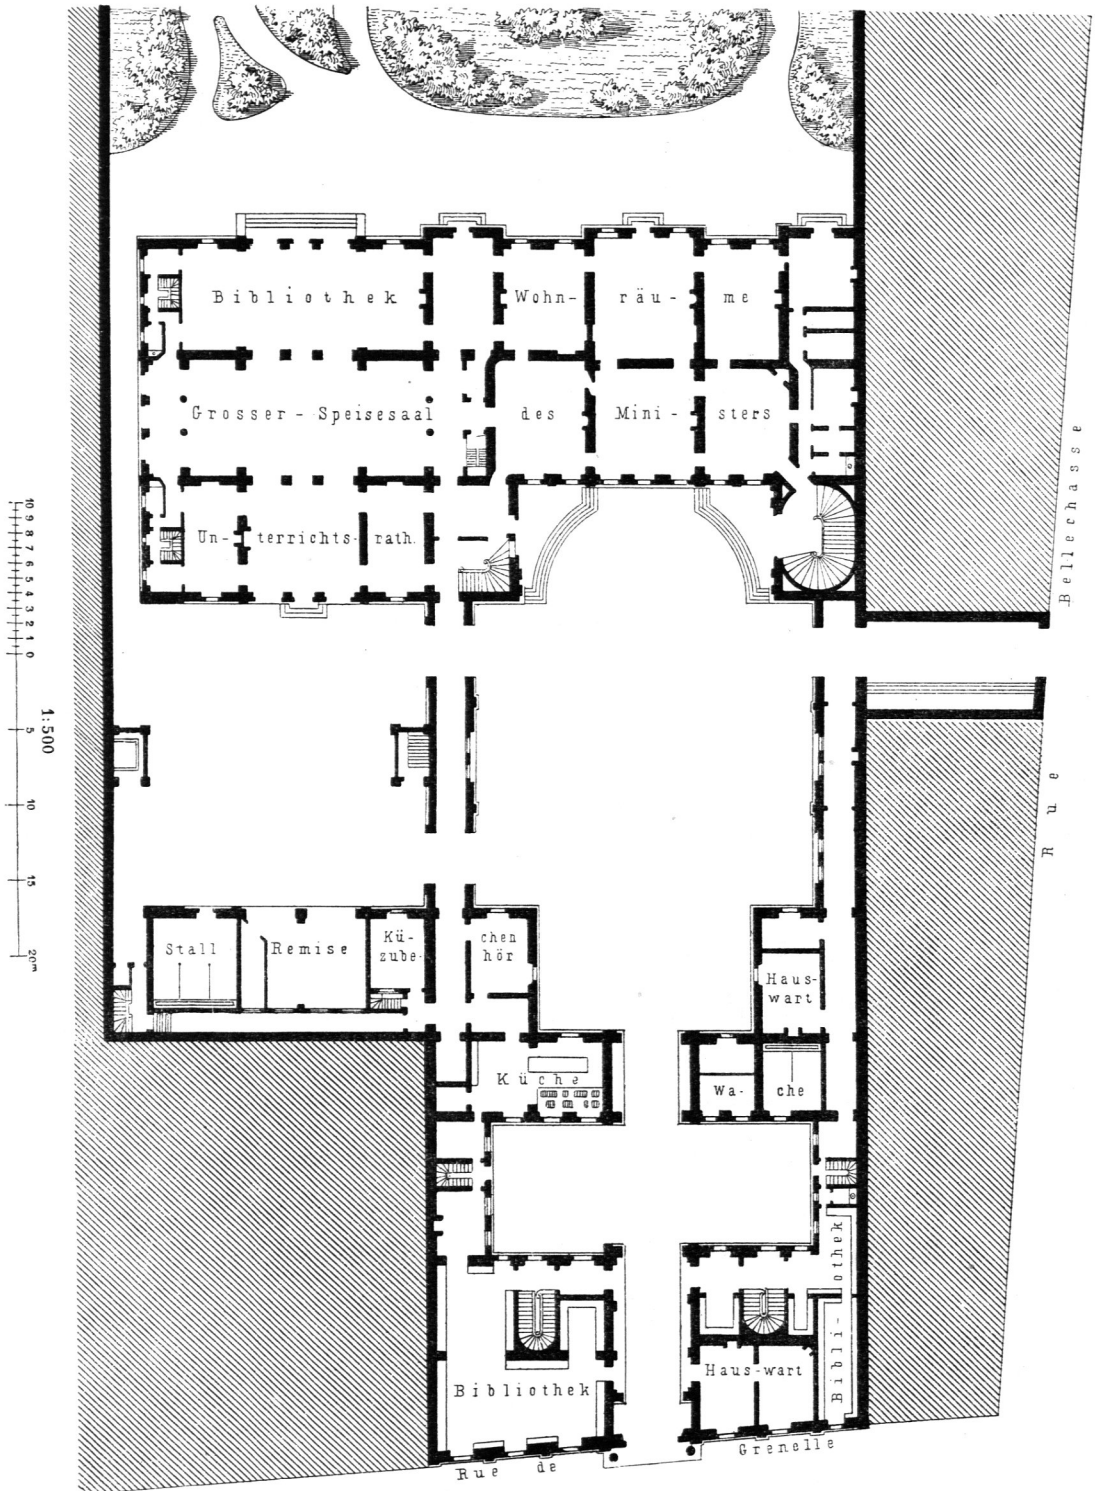 Bibliothek
Wohn- räu- me
Grosser - Speisesaal
des Mini - sters
Un- terrichts- rath.
Bellechasse
Rue
10 9 8 7 6 5 4 3 2 1 0 5 10 15 20m
1:500
Stall
Remise
Kü- chen
zube- hör
Haus-
wart
Küche
Wa- che
Bibli- othek
Bibliothek
Haus-wart
Rue de Grenelle